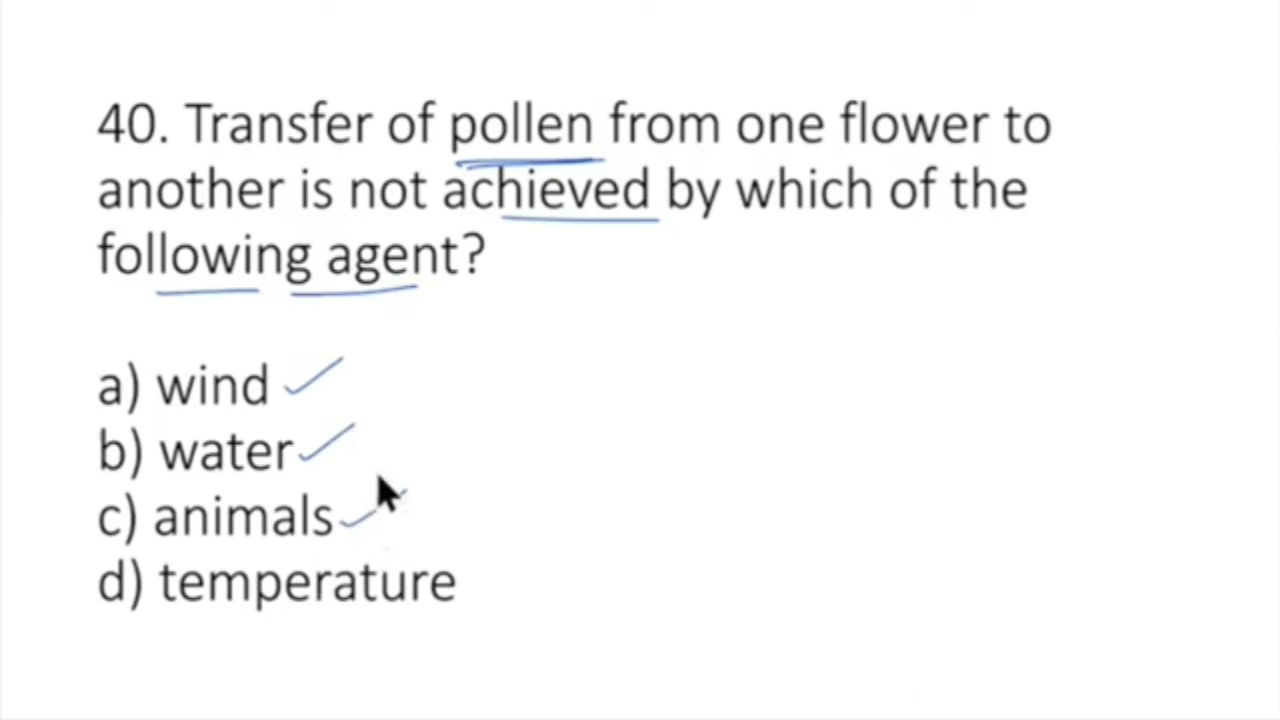 40. Transfer of pollen from one flower to
another is not achieved by which of the
following agent?
a) wind
b) water
c) animals
d) temperature